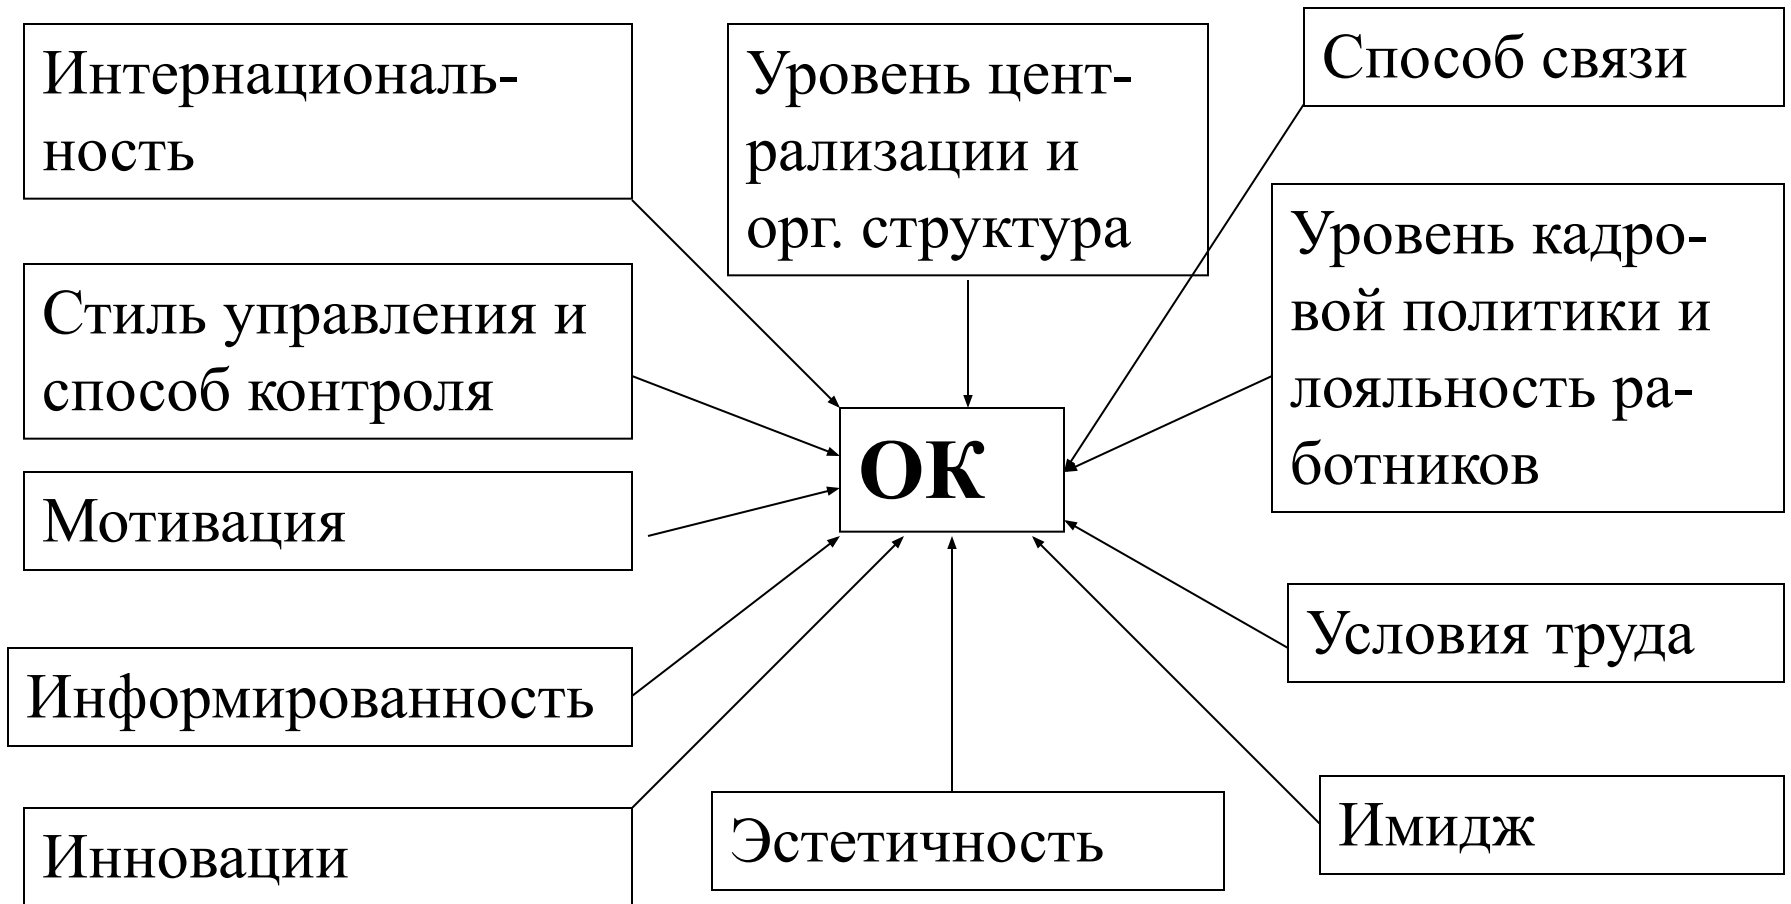 Интернациональ-
ность
Уровень цент-
рализации и
орг. структура
Способ связи
Стиль управления и
способ контроля
Уровень кадро-
вой политики и
лояльность ра-
ботников
ОК
Мотивация
Условия труда
Информированность
Инновации
Эстетичность
Имидж